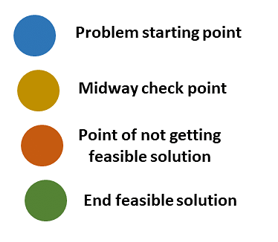 Problem starting point
Midway check point
Point of not getting
feasible solution
End feasible solution